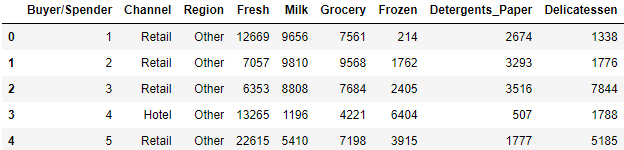 Buyer/Spender Channel Region Fresh Milk Grocery Frozen Detergents_Paper Delicatessen
0 1 Retail Other 12669 9656 7561 214 2674 1338
1 2 Retail Other 7057 9810 9568 1762 3293 1776
2 3 Retail Other 6353 8808 7684 2405 3516 7844
3 4 Hotel Other 13265 1196 4221 6404 507 1788
4 5 Retail Other 22615 5410 7198 3915 1777 5185